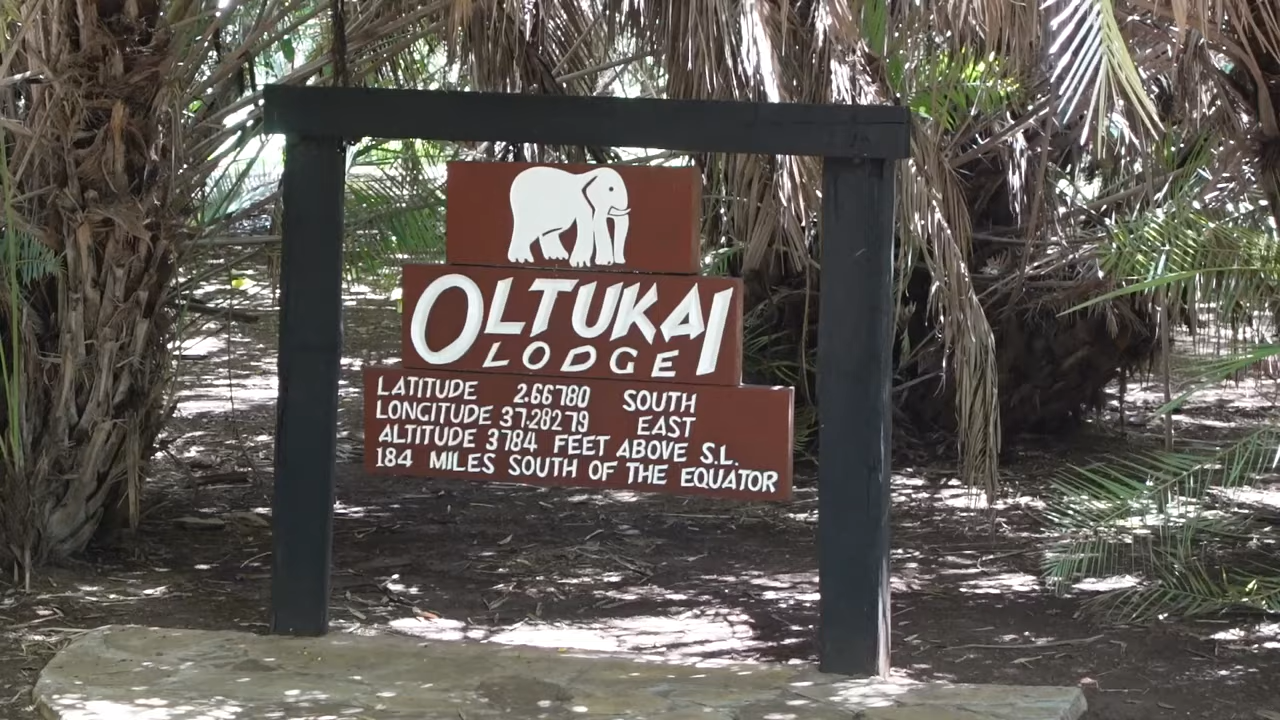 OLTUKAI
LODGE
LATITUDE 2.66780 SOUTH
LONGITUDE 37.28279 EAST
ALTITUDE 3784 FEET ABOVE S.L.
184 MILES SOUTH OF THE EQUATOR